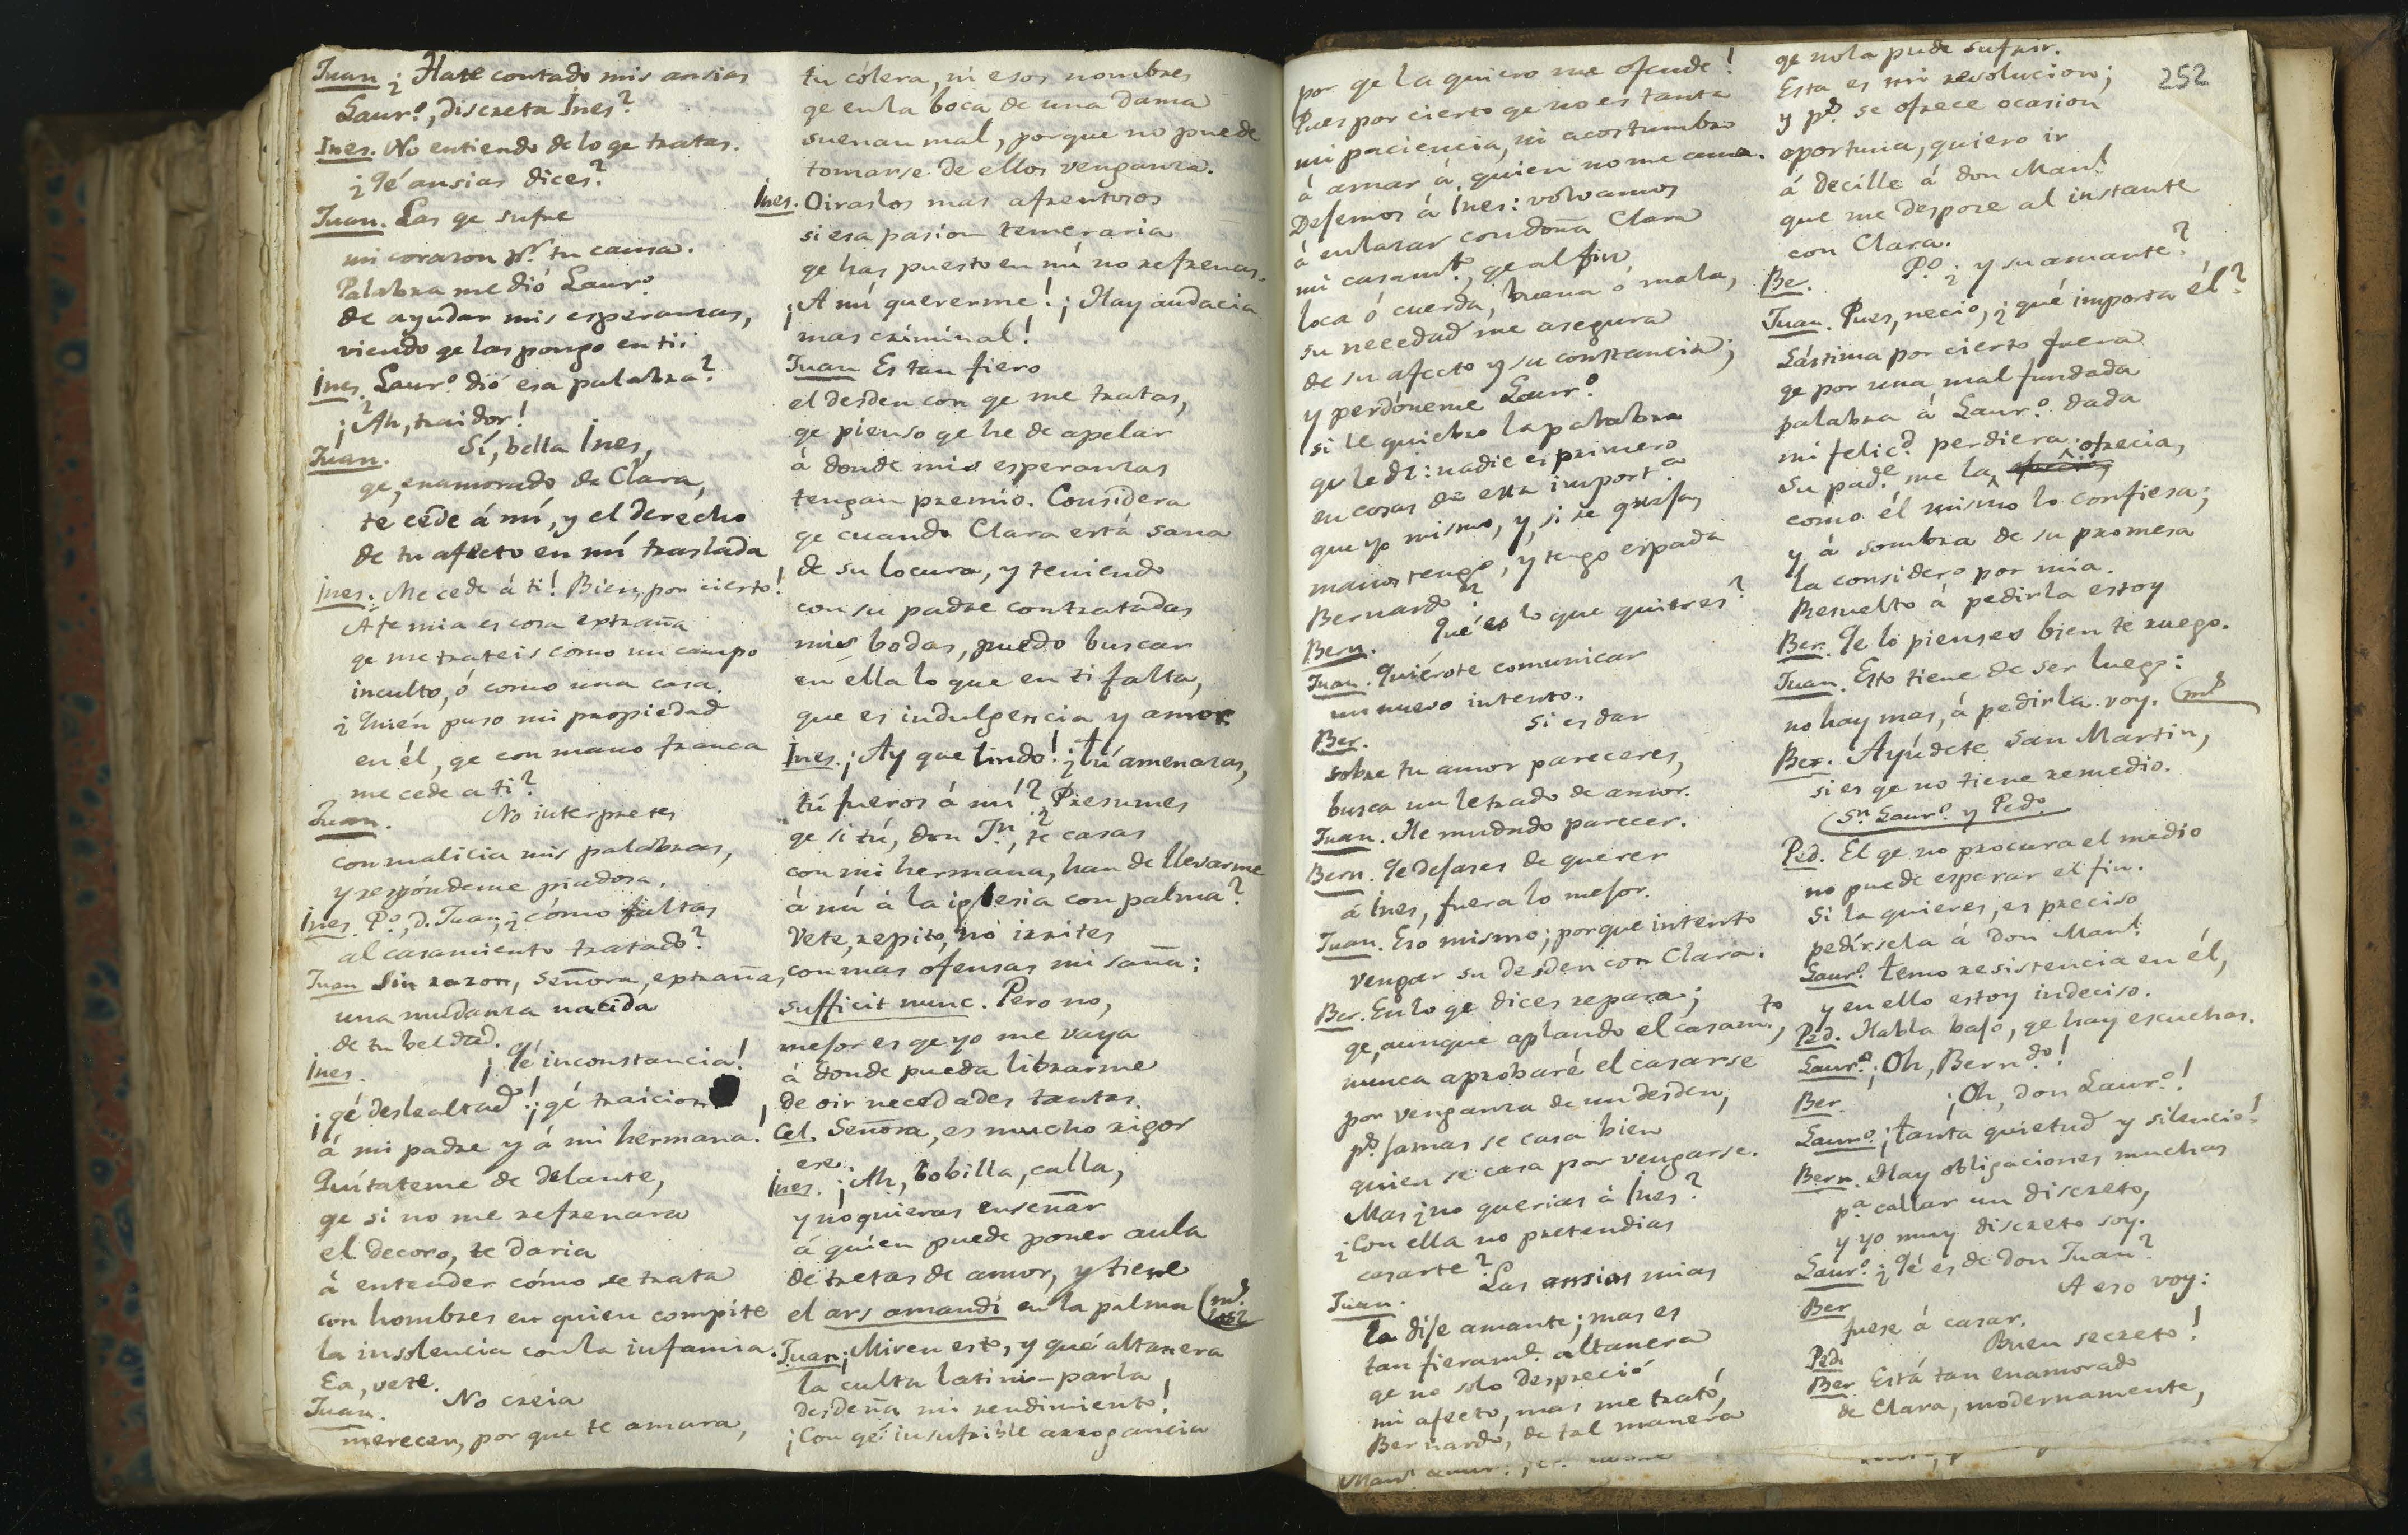 Juan ¿Hate contado mis ansias
Laur.º, discreta Ines?
Ines. No entiendo de lo qe tratas.
¿Qé ansias dices?
Juan. Las qe sufre
mi corazon pr. tu causa.
Palabra me dió Laur.º
de ayudar mis esperanzas,
viendo qe las pongo en ti.
Ines. ¿Laur.º dió esa palabra?
¡Ah, traidor!
Juan. Sí, bella Ines,
qe, enamorado de Clara,
te cede á mí, y el derecho
de tu afecto en mí traslada
Ines. Me cede á ti! Bien, por cierto!
A fe mia es cosa extraña
qe me trateis como un campo
inculto, ó como una casa.
¿Quién puso mi propiedad
en él, qe con mano franca
me cede a ti?
Juan. No interpretes
con malicia mis palabras,
y respóndeme piadosa.
Ines. P.º, d. Juan, ¿cómo faltas
al casamiento tratado?
Juan Sin razon, señora, extrañas
una mudanza nacida
de tu beldad.
Ines. ¡Qé inconstancia!
¡qé deslealtad! ¡qé traicion,
á mi padre y á mi hermana!
Quítateme de delante,
qe si no me refrenara
el decoro, te daria
á entender cómo se trata
con hombres en quien compite
la insolencia con la infamia.
Ea, vete.
Juan. No creia
merecer, por que te amara,
tu cólera, ni esos nombres
qe en la boca de una dama
suenan mal, porque no puede
tomarse de ellos venganza.
Ines. Oiraslos mas afrentosos
si esa pasion temeraria
qe has puesto en mí no refrenas.
¡A mí quererme! ¡Hay audacia
mas criminal!
Juan Es tan fiero
el desden con qe me tratas,
qe pienso qe he de apelar
á donde mis esperanzas
tengan premio. Considera
qe cuando Clara está sana
de su locura, y teniendo
con su padre contratadas
mis bodas, puedo buscar
en ella lo que en ti falta,
que es indulgencia y amor
Ines. ¡Ay que lindo! ¿Tú amenazas,
tú fueros á mí? ¿Presumes
qe si tú, don Jn., te casas
con mi hermana, han de llevarme
á mí á la iglesia con palma?
Vete, repito, no irrites
con mas ofensas mi saña:
sufficit nunc. Pero no,
mejor es qe yo me vaya
á donde pueda librarme
de oir necedades tantas.
Cel. Señora, es mucho rigor
ese.
Ines. ¡Ah, bobilla, calla,
y no quieras enseñar
á quien puede poner aula
de tretas de amor, y tiene
el ars amandi en la palma
Juan ¡Miren esto, y qué altanera
la culta latini-parla
desdeña mi rendimiento!
¡Con qé insufrible arrogancia
por qe la quiero me ofende!
Pues por cierto qe no es tanta
mi paciencia, ni acostumbro
á amar á quien no me ama.
Dejemos á Ines: volvamos
á enlazar con doña Clara
mi casamt.º, qe al fin
loca ó cuerda, buena ó mala,
su necedad me asegura
de su afecto y su constancia;
y perdóneme Laur.º
si le quiebro la palabra
qe le dí: nadie es primero
en cosas de esta import.a
que yo mismo, y, si se queja,
manos tengo, y tengo espada
Bernardo?
Bern. Qué es lo que quieres?
Juan. Quiérote comunicar
un nuevo intento.
Ber. Si es dar
sobre tu amor pareceres,
busca un letrado de amor.
Juan. He mudado parecer.
Bern. Qe dejases de querer
á Ines, fuera lo mejor.
Juan. Eso mismo; porque intento
vengar su desden con Clara.
Ber. En lo qe dices repara;
qe, aunque aplaudo el casam.to,
nunca aprobaré el casarse
por venganza de un desden,
pq. jamas se casa bien
quien se casa por vengarse.
Mas ¿no querias á Ines?
¿Con ella no pretendias
casarte?
Juan. Las ansias mias
la dije amante; mas es
tan fieramte. altanera
qe no solo despreció
mi afecto, mas me trató,
Bernardo, de tal manera
qe no la pude sufrir.
252
Esta es mi resolucion;
y pq. se ofrece ocasion
oportuna, quiero ir
á decille á don Manl.
que me despose al instante
con Clara.
Ber. P.º ¿y su amante?
Juan. Pues, necio, ¿qué importa él?
Lástima por cierto fuera
qe por una mal fundada
palabra á Laur.º dada
mi felicd. perdiera.
Su pade. me la ofrecia,
como él mismo lo confiesa;
y á sombra de su promesa
la considero por mia.
Resuelto á pedirla estoy
Ber. Qe lo pienses bien te ruego.
Juan. Esto tiene de ser luego:
no hay mas, á pedirla voy.
Ber. Ayúdete San Martin,
si es qe no tiene remedio.
(Sn. Laur.º y Pedo.
Ped. El qe no procura el medio
no puede esperar el fin.
Si la quieres, es preciso
pedírsela á don Manl.
Laur.º Temo resistencia en él,
y en ello estoy indeciso.
Ped. Habla bajo, qe hay escuchas.
Laur.º ¡Oh, Bern.do!
Ber. ¡Oh, don Laur.º!
Laur.º ¡Tanta quietud y silencio!
Bern. Hay obligaciones muchas
p.a callar un discreto,
y yo muy discreto soy.
Laur.º ¿Qé es de don Juan?
Ber A eso voy:
fuese á casar.
Ped. Buen secreto!
Ber Está tan enamorado
de Clara, modernamente,